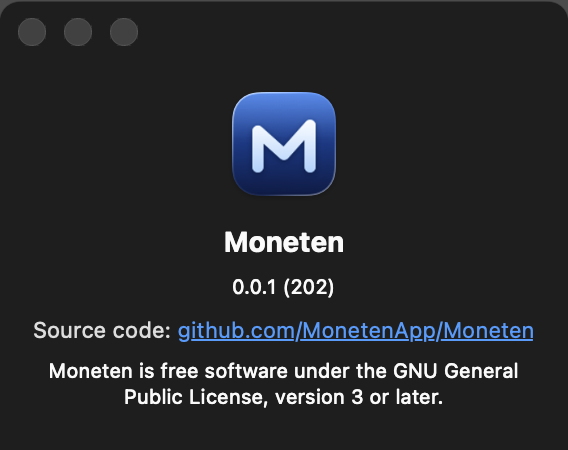 M
Moneten
0.0.1 (202)
Source code: github.com/MonetenApp/Moneten
Moneten is free software under the GNU General
Public License, version 3 or later.